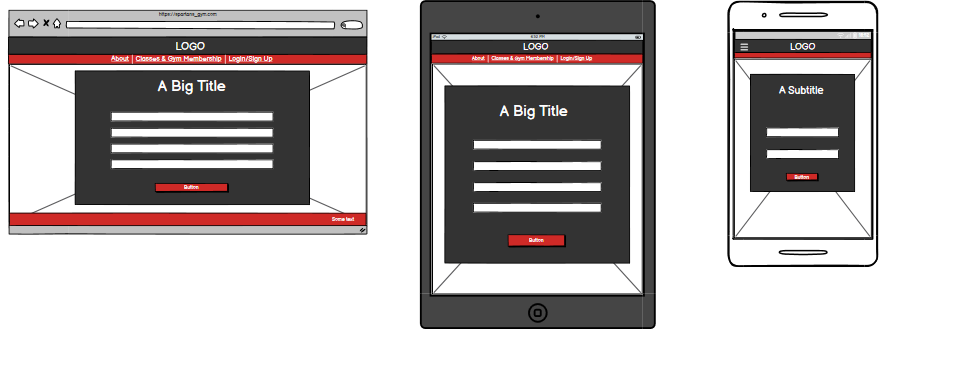 https://spartans_gym.com
LOGO
About | Classes & Gym Membership | Login/Sign Up
A Big Title
Button
Some text
iPad
4:50 PM
LOGO
About | Classes & Gym Membership | Login/Sign Up
A Big Title
Button
LOGO
A Subtitle
Button